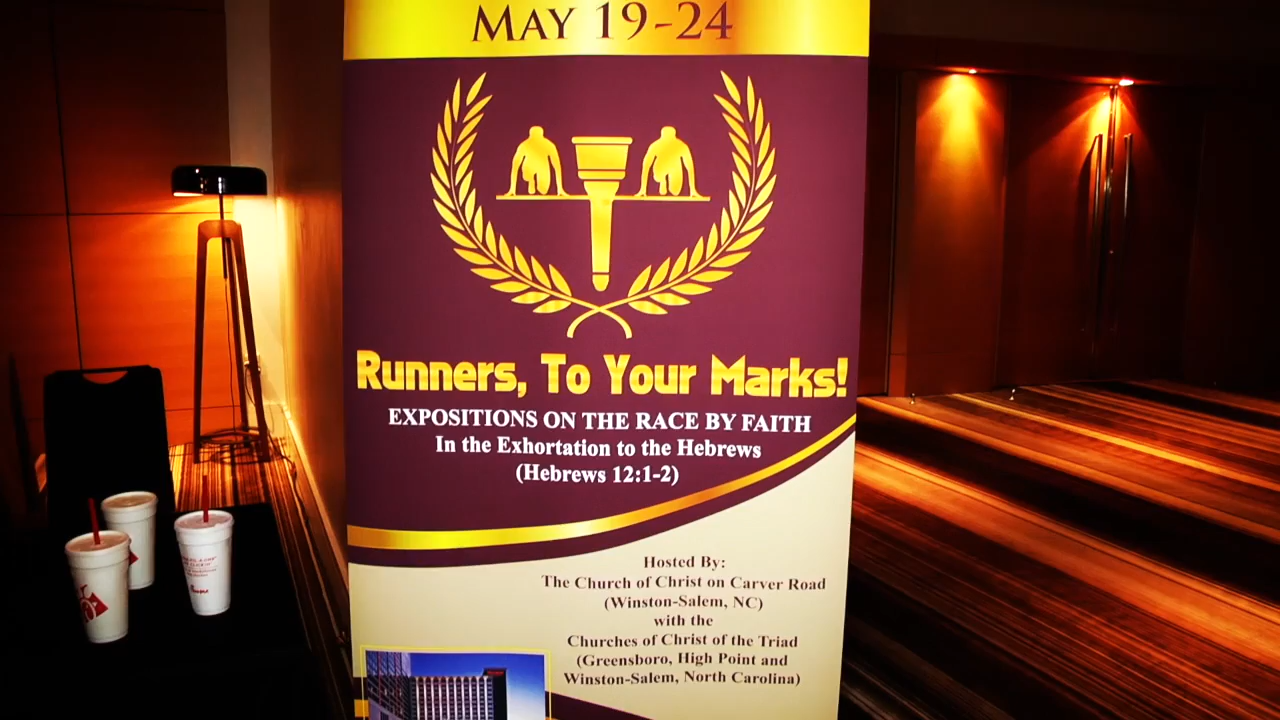 MAY 19-24
Runners, To Your Marks!
EXPOSITIONS ON THE RACE BY FAITH
In the Exhortation to the Hebrews
(Hebrews 12:1-2)
Hosted By:
The Church of Christ on Carver Road
(Winston-Salem, NC)
with the
Churches of Christ of the Triad
(Greensboro, High Point and
Winston-Salem, North Carolina)